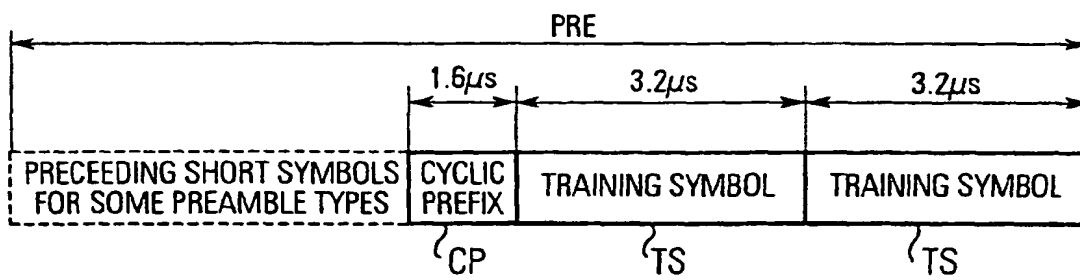 PRE
1.6μs
3.2μs
3.2μs
PRECEEDING SHORT SYMBOLS
FOR SOME PREAMBLE TYPES
CYCLIC
PREFIX
TRAINING SYMBOL
TRAINING SYMBOL
CP
TS
TS